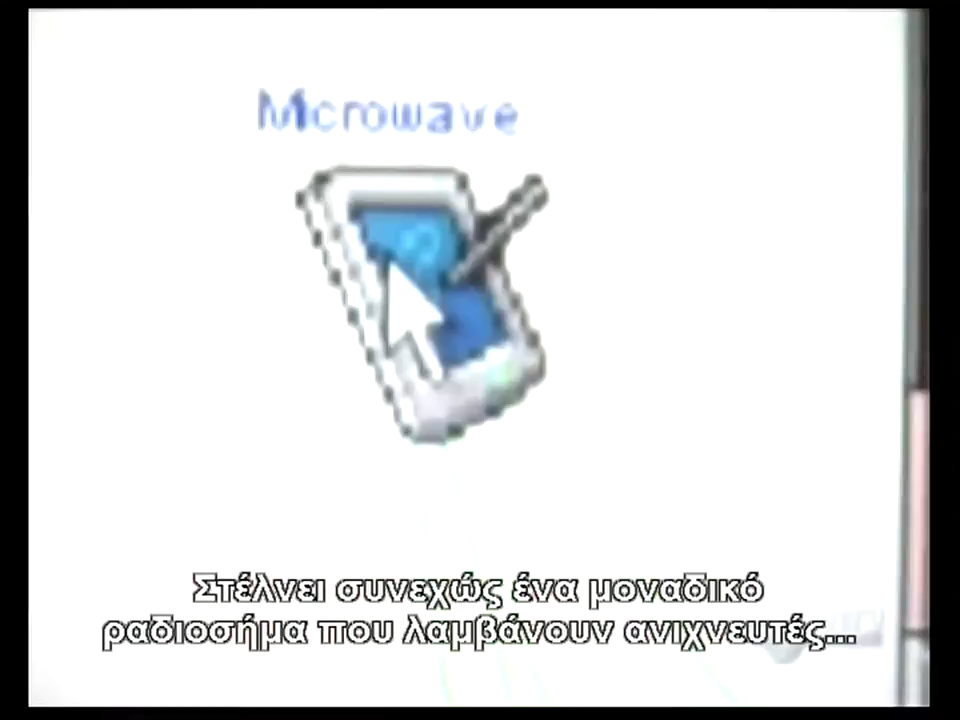 Microwave
Στέλνει συνεχώς ένα μοναδικό
ραδιοσήμα που λαμβάνουν ανιχνευτές...